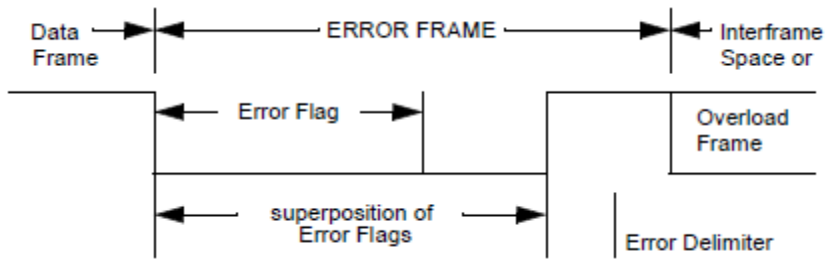 Data Frame
ERROR FRAME
Interframe Space or
Error Flag
Overload Frame
superposition of Error Flags
Error Delimiter